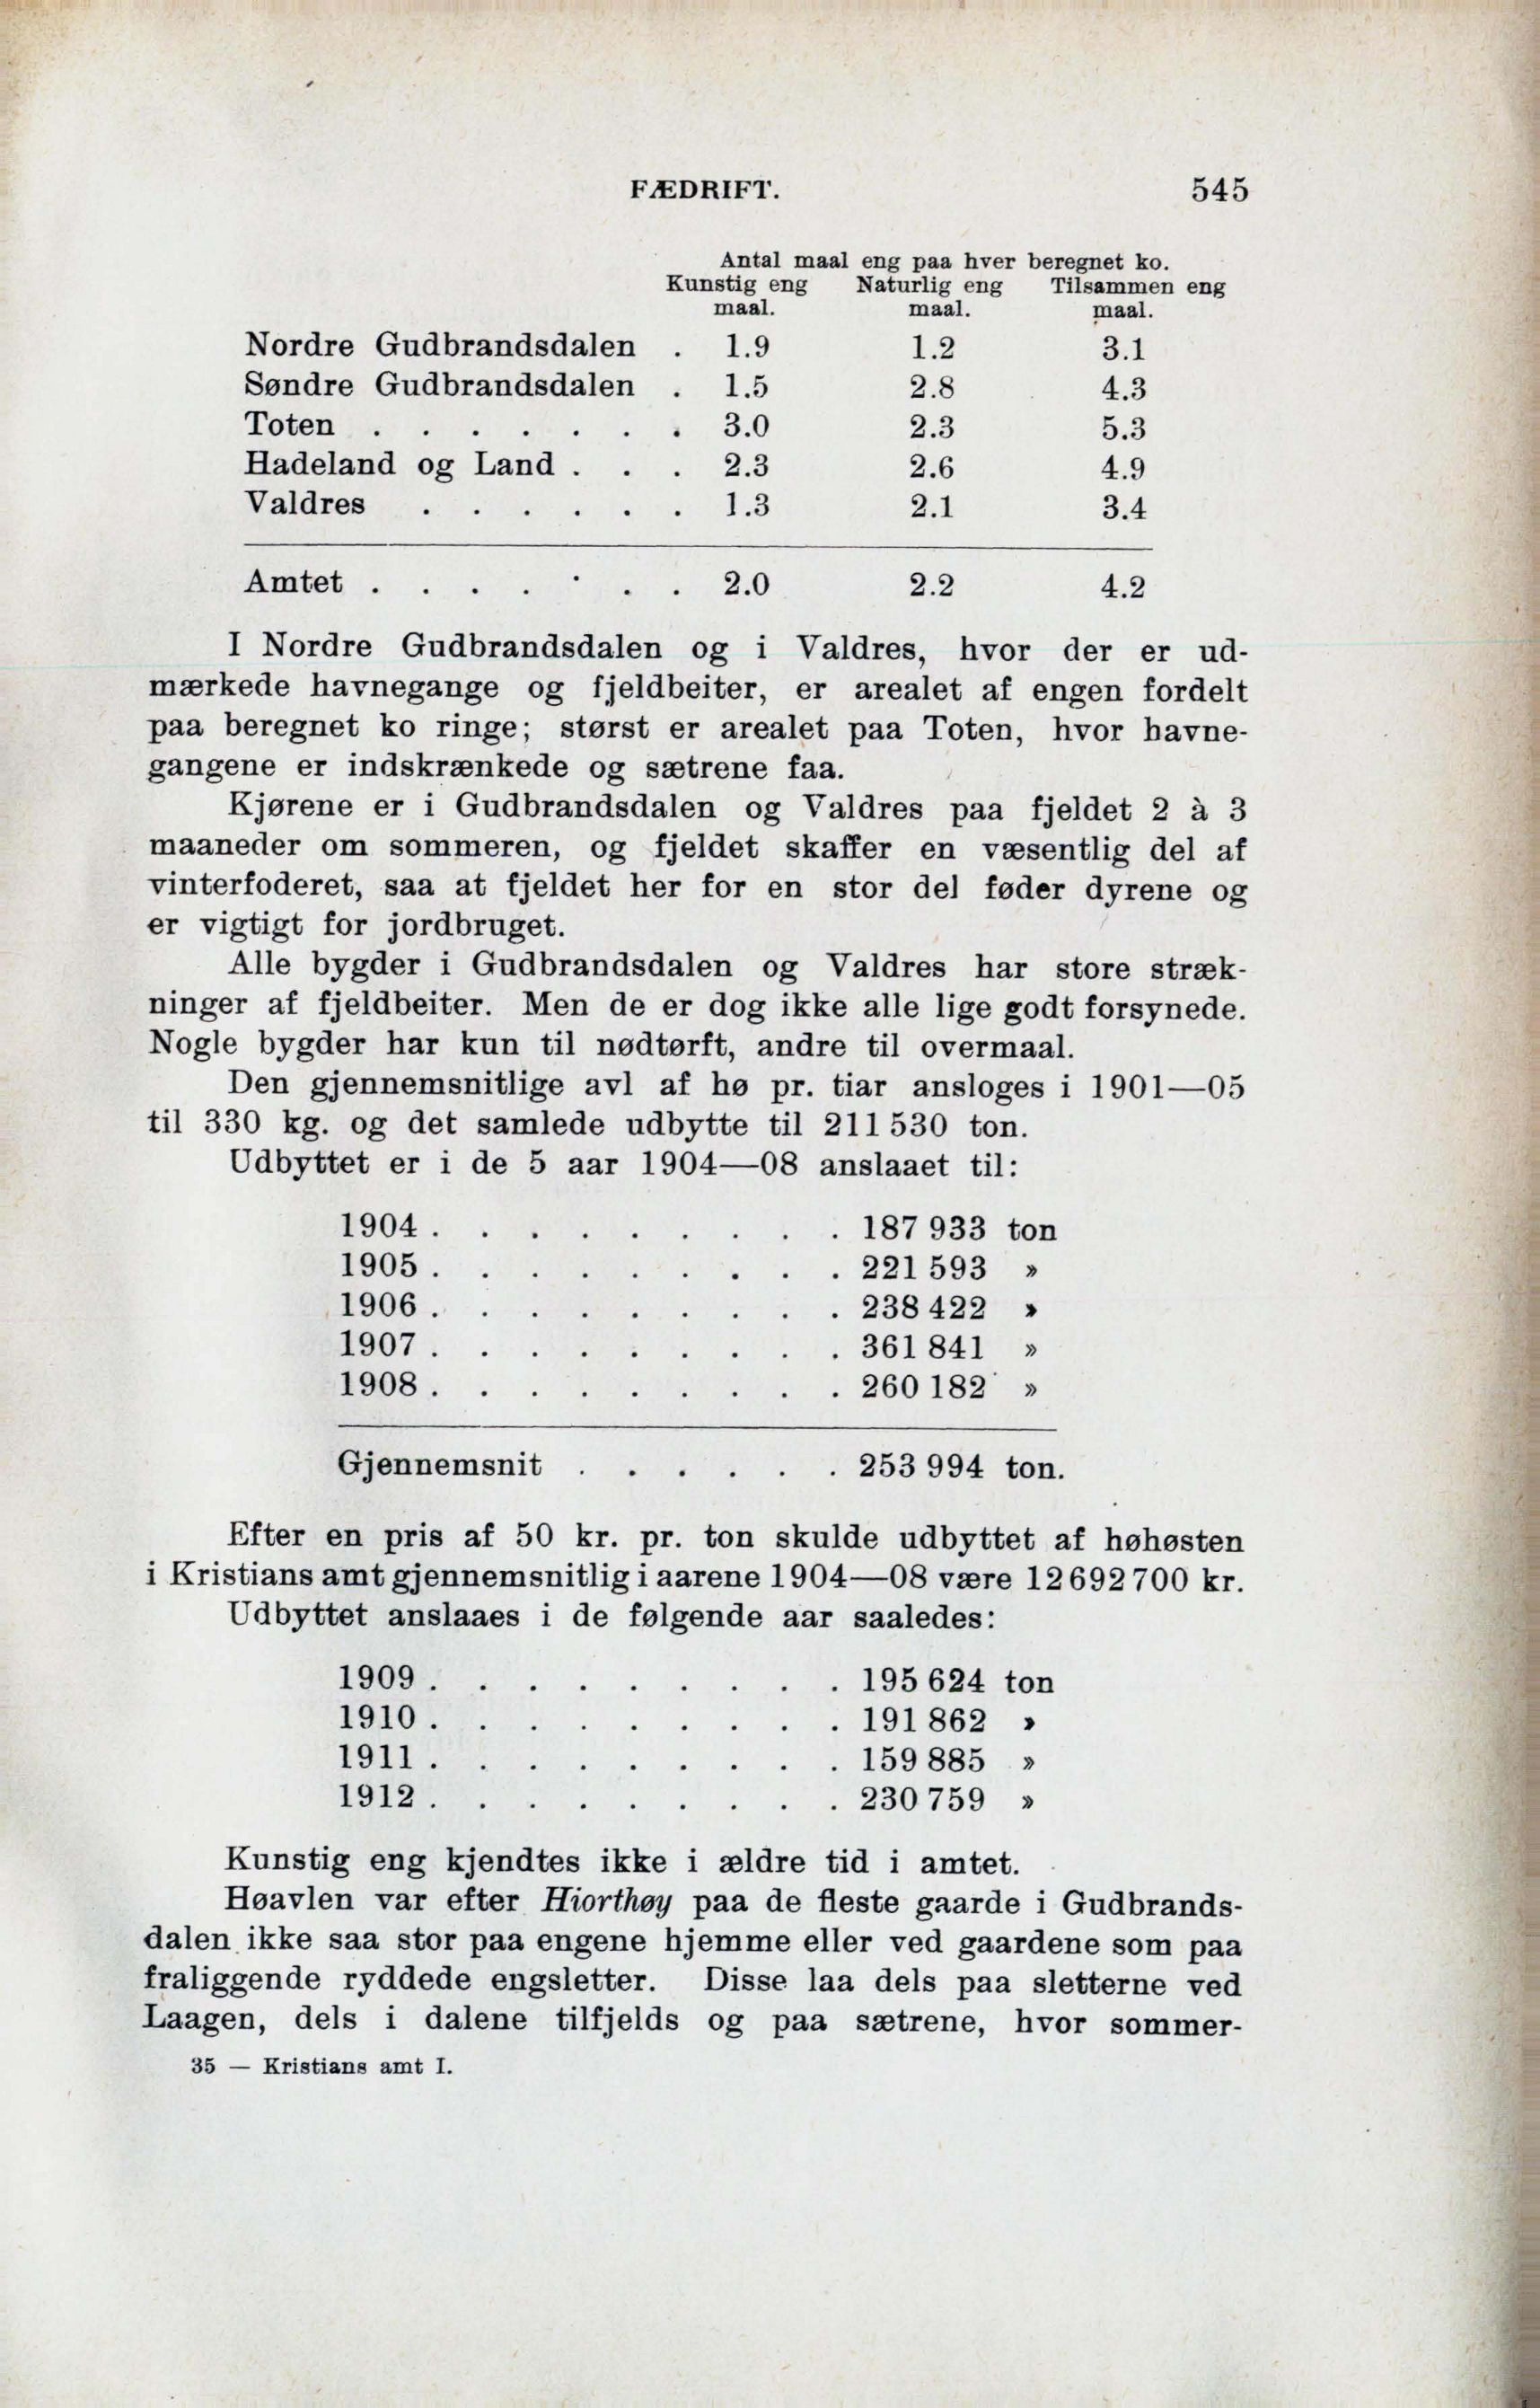 FÆDRIFT. 545
Antal maal eng paa hver beregnet ko.
Kunstig eng Naturlig eng Tilsammen eng
maal. maal. maal.
Nordre Gudbrandsdalen . 1.9 1.2 3.1
Søndre Gudbrandsdalen . 1.5 2.8 4.3
Toten . . . . . . . 3.0 2.3 5.3
Hadeland og Land . . . 2.3 2.6 4.9
Valdres . . . . . . 1.3 2.1 3.4
Amtet . . . . . . . 2.0 2.2 4.2
I Nordre Gudbrandsdalen og i Valdres, hvor der er ud-
mærkede havnegange og fjeldbeiter, er arealet af engen fordelt
paa beregnet ko ringe; størst er arealet paa Toten, hvor havne-
gangene er indskrænkede og sætrene faa.
Kjørene er i Gudbrandsdalen og Valdres paa fjeldet 2 à 3
maaneder om sommeren, og fjeldet skaffer en væsentlig del af
vinterfoderet, saa at fjeldet her for en stor del føder dyrene og
er vigtigt for jordbruget.
Alle bygder i Gudbrandsdalen og Valdres har store stræk-
ninger af fjeldbeiter. Men de er dog ikke alle lige godt forsynede.
Nogle bygder har kun til nødtørft, andre til overmaal.
Den gjennemsnitlige avl af hø pr. tiar ansloges i 1901—05
til 330 kg. og det samlede udbytte til 211 530 ton.
Udbyttet er i de 5 aar 1904—08 anslaaet til:
1904 . . . . . . . . . 187 933 ton
1905 . . . . . . . . . 221 593 »
1906 . . . . . . . . . 238 422 »
1907 . . . . . . . . . 361 841 »
1908 . . . . . . . . . 260 182 »
Gjennemsnit . . . . . . 253 994 ton.
Efter en pris af 50 kr. pr. ton skulde udbyttet af høhøsten
i Kristians amt gjennemsnitlig i aarene 1904—08 være 12 692 700 kr.
Udbyttet anslaaes i de følgende aar saaledes:
1909 . . . . . . . . . 195 624 ton
1910 . . . . . . . . . 191 862 »
1911 . . . . . . . . . 159 885 »
1912 . . . . . . . . . 230 759 »
Kunstig eng kjendtes ikke i ældre tid i amtet.
Høavlen var efter Hiorthøy paa de fleste gaarde i Gudbrands-
dalen ikke saa stor paa engene hjemme eller ved gaardene som paa
fraliggende ryddede engsletter. Disse laa dels paa sletterne ved
Laagen, dels i dalene tilfjelds og paa sætrene, hvor sommer-
35 — Kristians amt I.